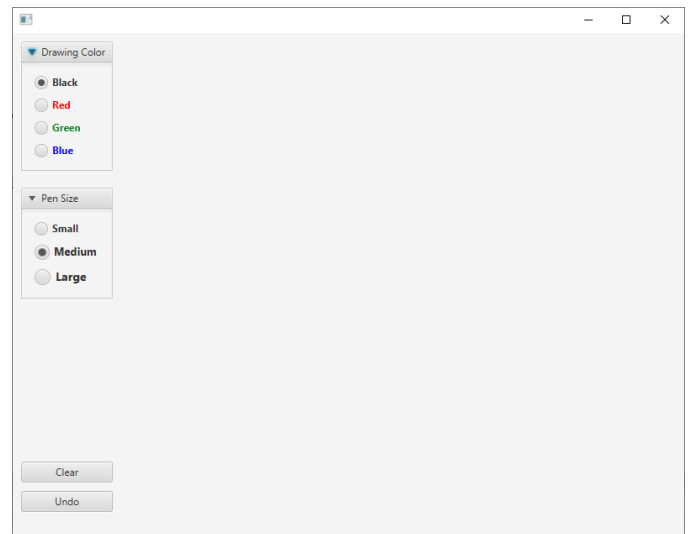 Drawing Color
Black
Red
Green
Blue
Pen Size
Small
Medium
Large
Clear
Undo